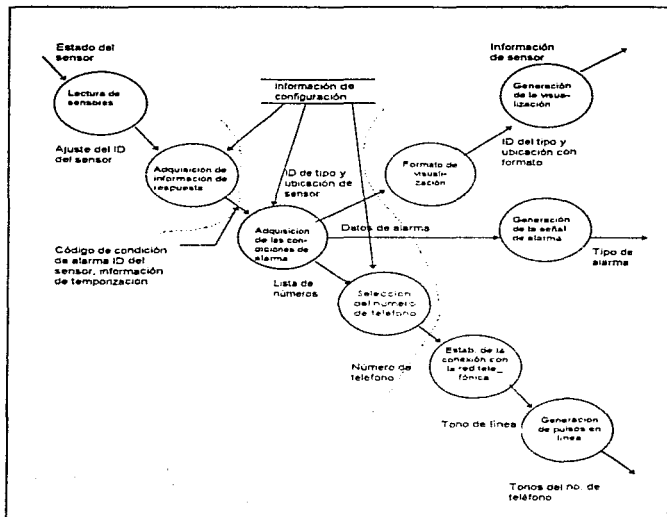 Estado del
sensor
Lectura de
sensores
Ajuste del ID
del sensor
Información de
configuración
Información
de sensor
Generación
de la visua-
lización
Adquisición de
información de
respuesta
ID de tipo y
ubicación de
sensor
Formato de
visuali-
zación
ID del tipo y
ubicación con
formato
Código de condición
de alarma ID del
sensor, información
de temporización
Adquisición
de las con-
diciones de
alarma
Datos de alarma
Generación
de la señal
de alarma
Tipo de
alarma
Lista de
números
Selección
del número
de teléfono
Número de
teléfono
Estab. de la
conexión con
la red tele_
fónica
Tono de línea
Generación
de pulsos en
línea
Tonos del no. de
teléfono